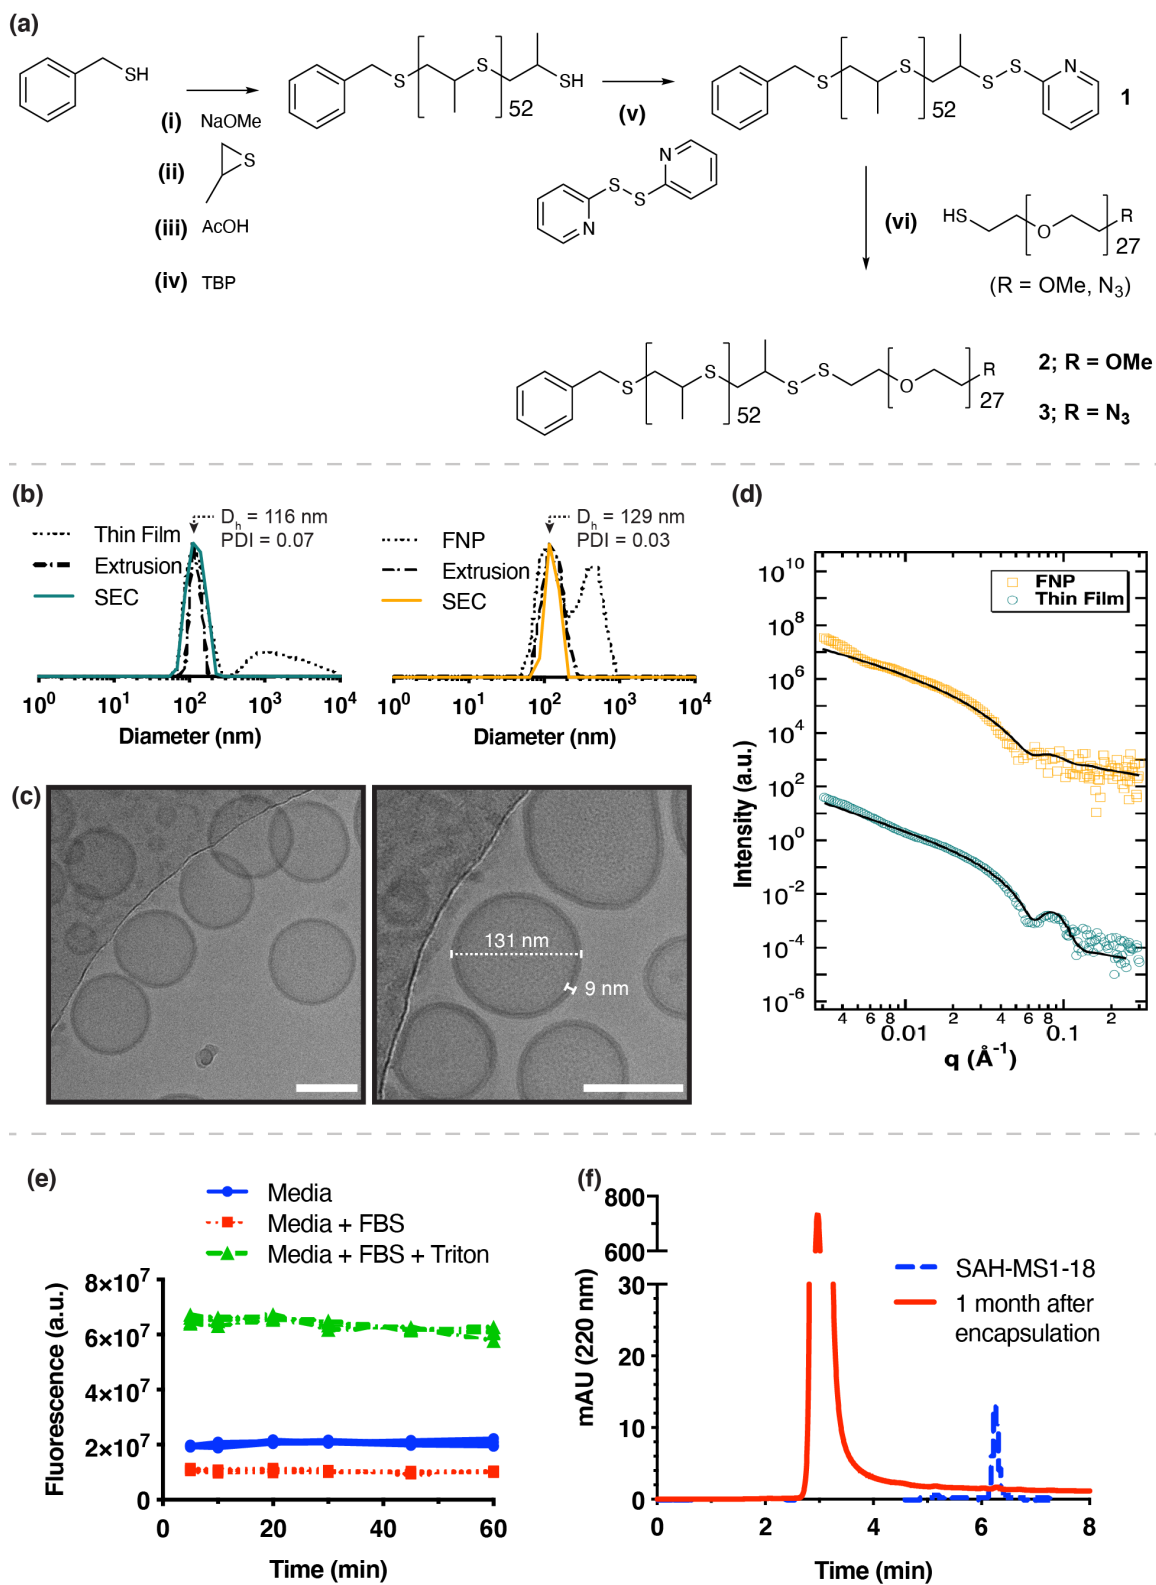 (a)
SH
(i) NaOMe
(ii) S
(iii) AcOH
(iv) TBP
S S SH
52
(v)
N S S N
S S S S N
52
1
(vi)
HS O R
27
(R = OMe, N3)
S S S S O R
52 27
2; R = OMe
3; R = N3
(b)
Thin Film
Extrusion
SEC
Dh = 116 nm
PDI = 0.07
10^0 10^1 10^2 10^3 10^4
Diameter (nm)
FNP
Extrusion
SEC
Dh = 129 nm
PDI = 0.03
10^0 10^1 10^2 10^3 10^4
Diameter (nm)
(c)
131 nm
9 nm
(d)
FNP
Thin Film
Intensity (a.u.)
10^10
10^8
10^6
10^4
10^2
10^0
10^-2
10^-4
10^-6
4 6 8 0.01 2 4 6 8 0.1 2
q (Å^-1)
(e)
Media
Media + FBS
Media + FBS + Triton
Fluorescence (a.u.)
8×10^7
6×10^7
4×10^7
2×10^7
0
0 20 40 60
Time (min)
(f)
mAU (220 nm)
800
600
30
20
10
0
SAH-MS1-18
1 month after
encapsulation
0 2 4 6 8
Time (min)